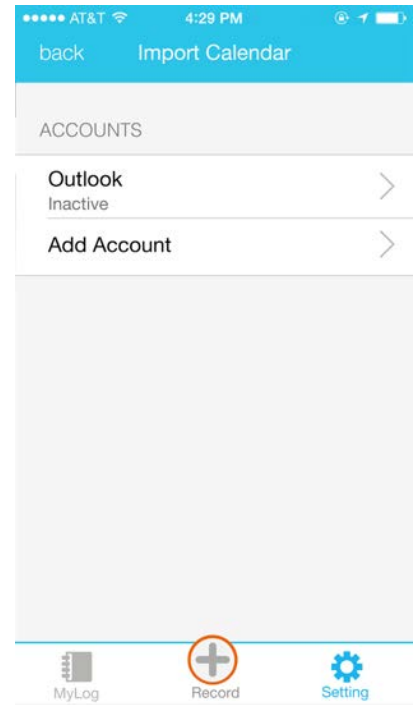 AT&T 4:29 PM
back Import Calendar
ACCOUNTS
Outlook
Inactive
Add Account
MyLog Record Setting